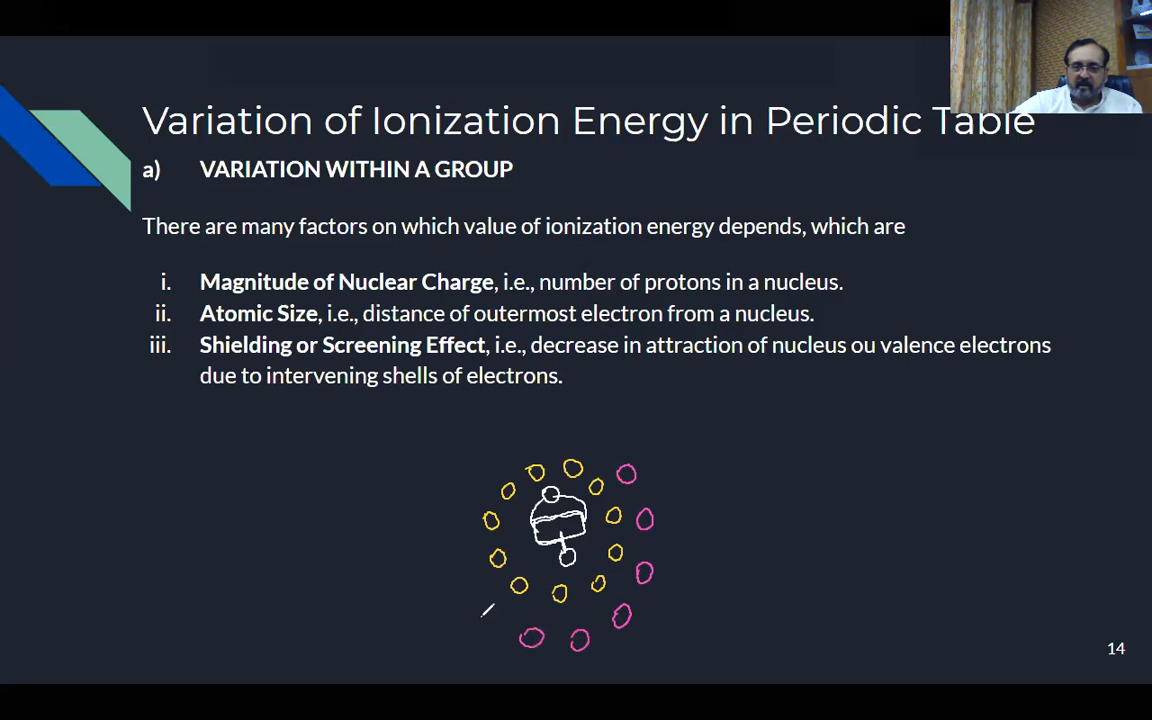 Variation of Ionization Energy in Periodic Table
a) VARIATION WITHIN A GROUP
There are many factors on which value of ionization energy depends, which are
i. Magnitude of Nuclear Charge, i.e., number of protons in a nucleus.
ii. Atomic Size, i.e., distance of outermost electron from a nucleus.
iii. Shielding or Screening Effect, i.e., decrease in attraction of nucleus ou valence electrons
due to intervening shells of electrons.
14